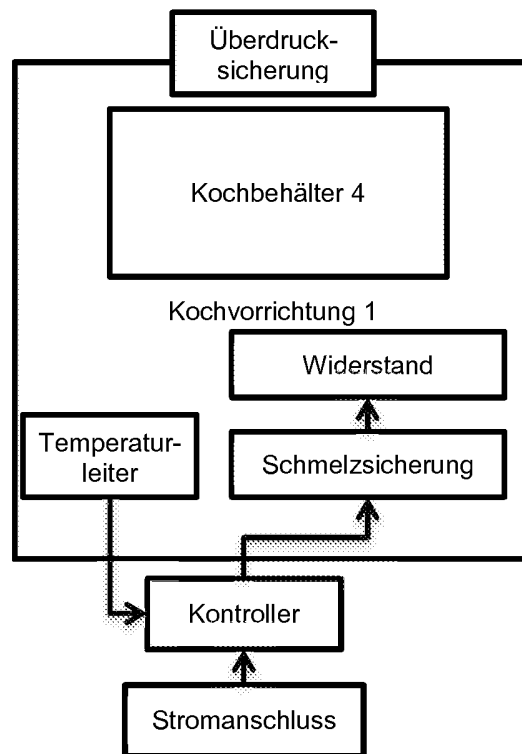 Überdruck-
sicherung
Kochbehälter 4
Kochvorrichtung 1
Widerstand
Temperatur-
leiter
Schmelzsicherung
Kontroller
Stromanschluss